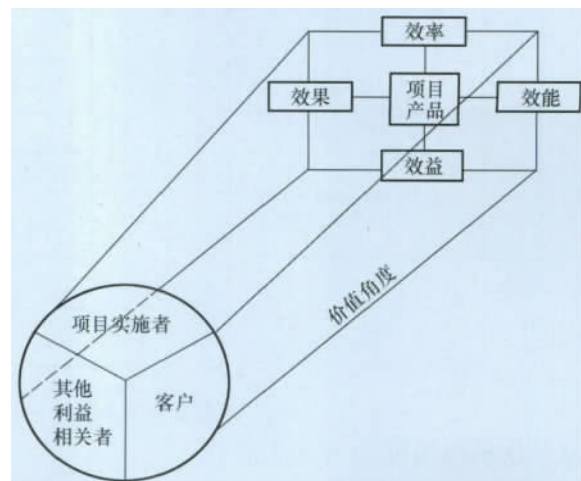 效率
效果
项目
产品
效能
效益
价值角度
项目实施者
其他
利益
相关者
客户